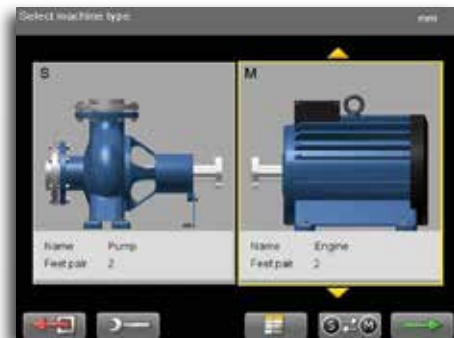 Select machine type
mm
S
M
Name Pump
Feet pair 2
Name Engine
Feet pair 2
S M